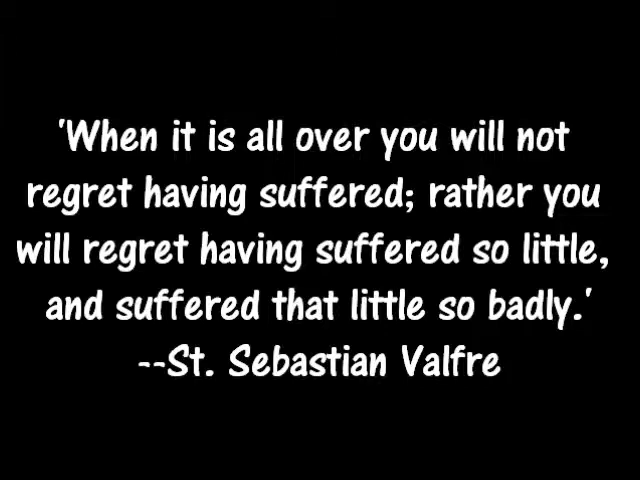 'When it is all over you will not
regret having suffered; rather you
will regret having suffered so little,
and suffered that little so badly.'
--St. Sebastian Valfre